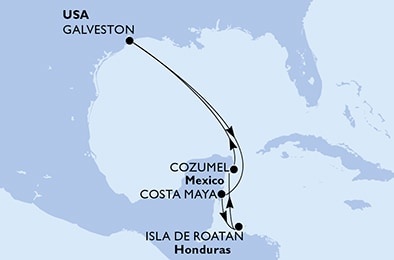 USA
GALVESTON
COZUMEL
Mexico
COSTA MAYA
ISLA DE ROATAN
Honduras